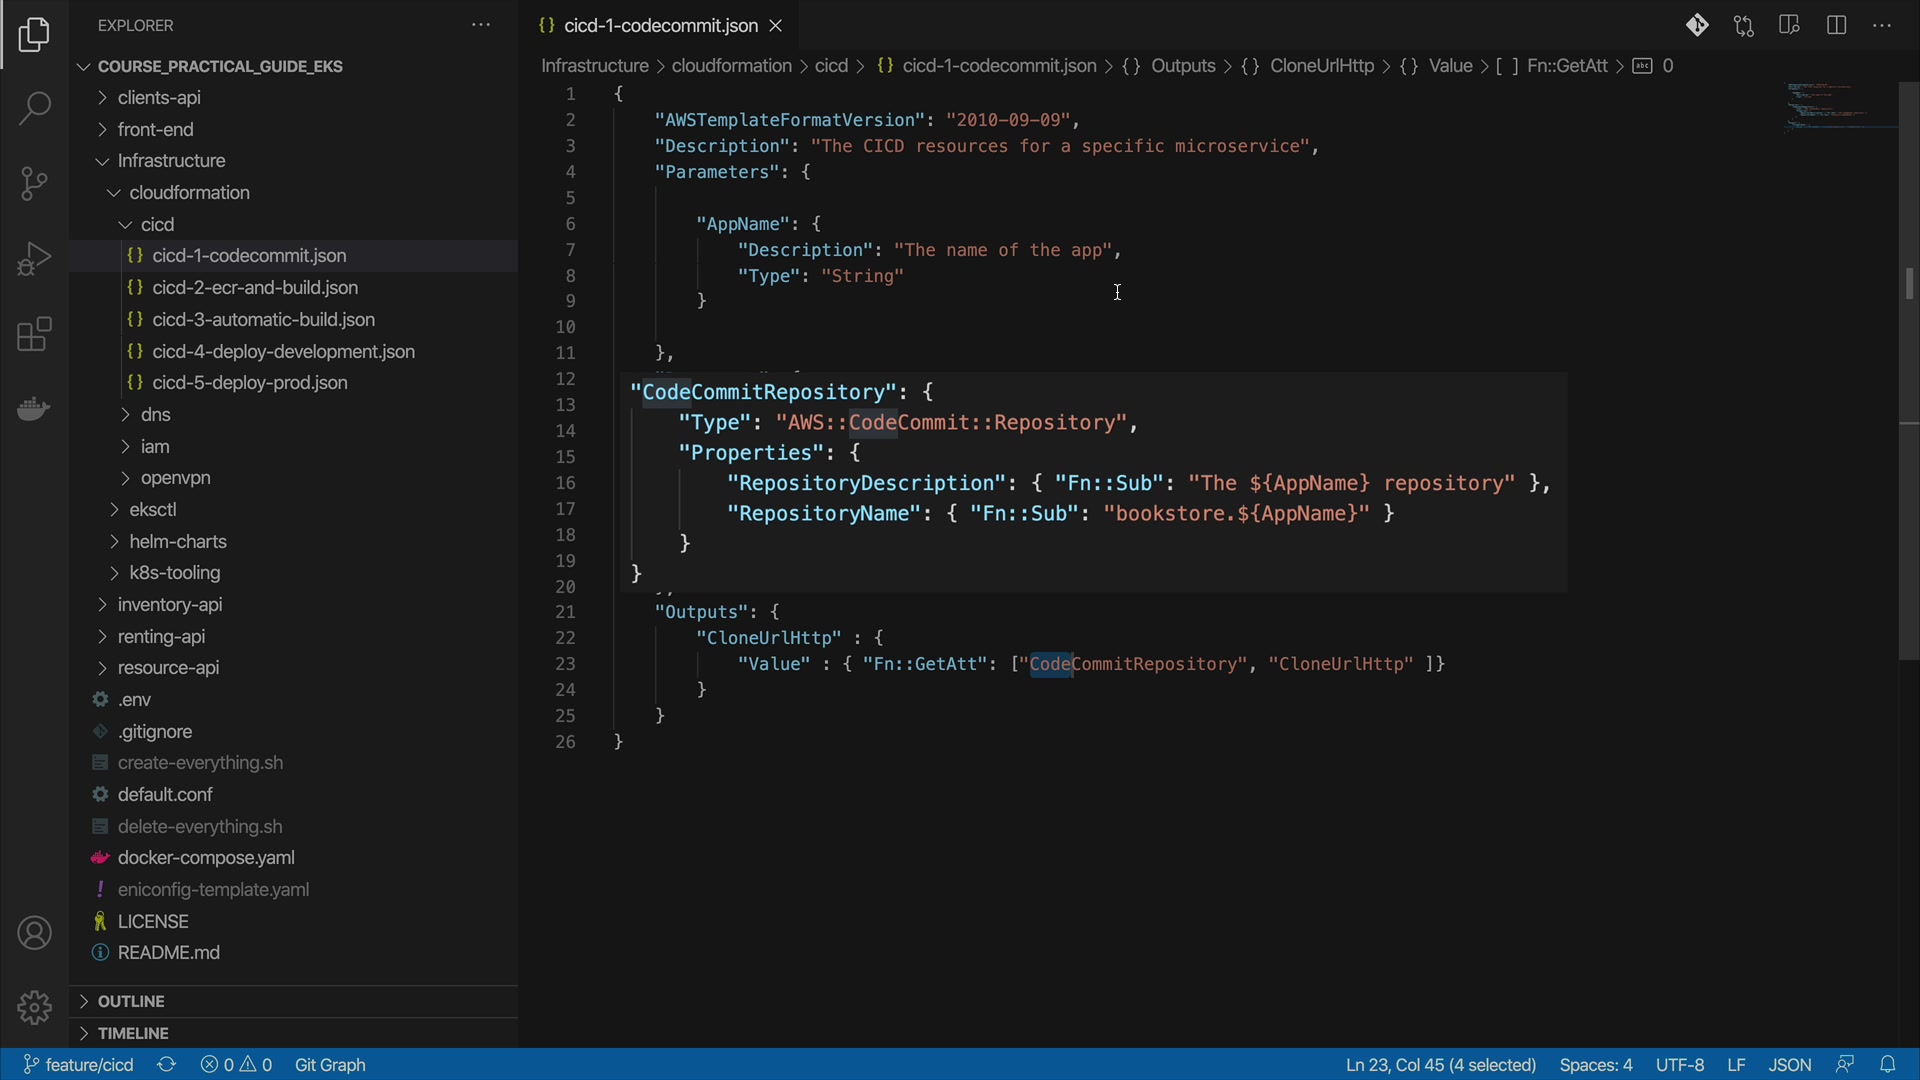 EXPLORER
COURSE_PRACTICAL_GUIDE_EKS
clients-api
front-end
Infrastructure
cloudformation
cicd
{} cicd-1-codecommit.json
{} cicd-2-ecr-and-build.json
{} cicd-3-automatic-build.json
{} cicd-4-deploy-development.json
{} cicd-5-deploy-prod.json
dns
iam
openvpn
eksctl
helm-charts
k8s-tooling
inventory-api
renting-api
resource-api
.env
.gitignore
create-everything.sh
default.conf
delete-everything.sh
docker-compose.yaml
! eniconfig-template.yaml
LICENSE
README.md
OUTLINE
TIMELINE
{} cicd-1-codecommit.json
Infrastructure > cloudformation > cicd > {} cicd-1-codecommit.json > {} Outputs > {} CloneUrlHttp > {} Value > [ ] Fn::GetAtt > abc 0
1 {
2 "AWSTemplateFormatVersion": "2010-09-09",
3 "Description": "The CICD resources for a specific microservice",
4 "Parameters": {
5
6 "AppName": {
7 "Description": "The name of the app",
8 "Type": "String"
9 }
10
11 },
12
13
14
15
16
17
18
19
20
"CodeCommitRepository": {
"Type": "AWS::CodeCommit::Repository",
"Properties": {
"RepositoryDescription": { "Fn::Sub": "The ${AppName} repository" },
"RepositoryName": { "Fn::Sub": "bookstore.${AppName}" }
}
}
21 "Outputs": {
22 "CloneUrlHttp" : {
23 "Value" : { "Fn::GetAtt": ["CodeCommitRepository", "CloneUrlHttp" ]}
24 }
25 }
26 }
feature/cicd 0 0 Git Graph Ln 23, Col 45 (4 selected) Spaces: 4 UTF-8 LF JSON